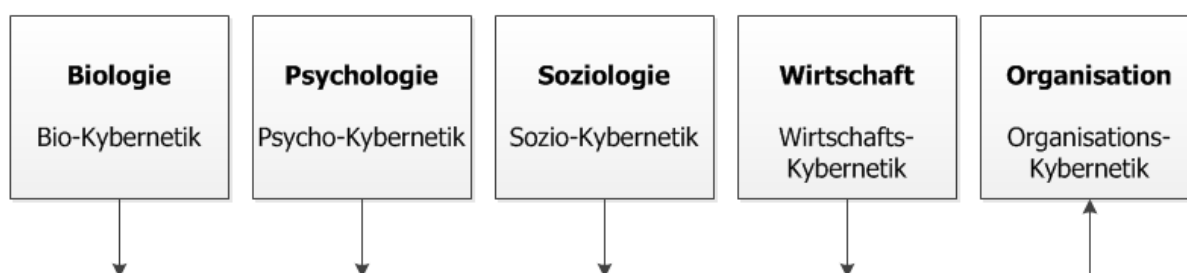 Biologie
Bio-Kybernetik
Psychologie
Psycho-Kybernetik
Soziologie
Sozio-Kybernetik
Wirtschaft
Wirtschafts-
Kybernetik
Organisation
Organisations-
Kybernetik